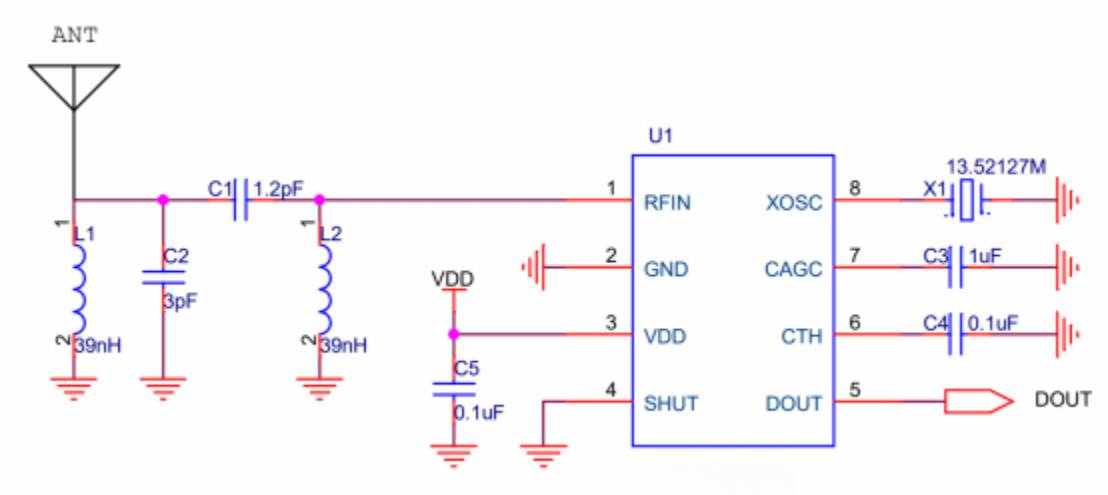 ANT
U1
C1 1.2pF
1 RFIN
XOSC 8
X1 13.52127M
1 L1
C2
3pF
2 39nH
1 L2
2 39nH
2 GND
CAGC 7
C3 1uF
VDD
3 VDD
CTH 6
C4 0.1uF
C5
0.1uF
4 SHUT
DOUT 5
DOUT